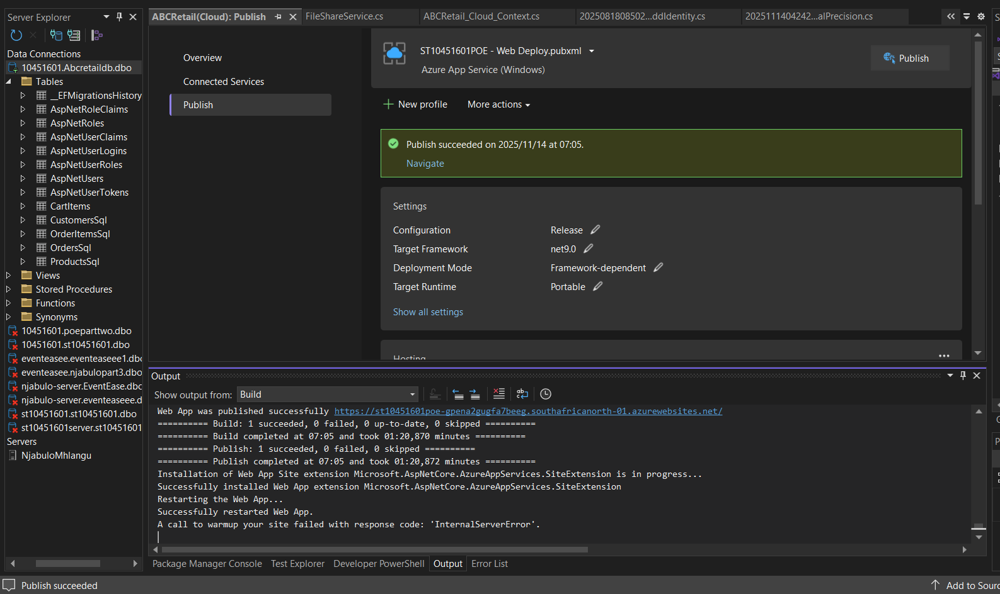 Server Explorer
Data Connections
10451601.Abcretaildb.dbo
Tables
__EFMigrationsHistory
AspNetRoleClaims
AspNetRoles
AspNetUserClaims
AspNetUserLogins
AspNetUserRoles
AspNetUsers
AspNetUserTokens
CartItems
CustomersSql
OrderItemsSql
OrdersSql
ProductsSql
Views
Stored Procedures
Functions
Synonyms
10451601.poeparttwo.dbo
10451601.st10451601.dbo
eventeasee.eventeaseee1.dbo
eventeasee.njabulopart3.dbo
njabulo-server.EventEase.dbo
njabulo-server.eventeaseee.d
st10451601.st10451601.dbo
st10451601server.st10451601
Servers
NjabuloMhlangu
ABCRetail(Cloud): Publish
FileShareService.cs
ABCRetail_Cloud_Context.cs
2025081808502...ddIdentity.cs
2025111404242...alPrecision.cs
Overview
Connected Services
Publish
ST10451601POE - Web Deploy.pubxml
Azure App Service (Windows)
Publish
New profile
More actions
Publish succeeded on 2025/11/14 at 07:05.
Navigate
Settings
Configuration Release
Target Framework net9.0
Deployment Mode Framework-dependent
Target Runtime Portable
Show all settings
Hosting
Output
Show output from: Build
Web App was published successfully https://st10451601poe-gpena2gugfa7beeg.southafricanorth-01.azurewebsites.net/
========== Build: 1 succeeded, 0 failed, 0 up-to-date, 0 skipped ==========
========== Build completed at 07:05 and took 01:20,870 minutes ==========
========== Publish: 1 succeeded, 0 failed, 0 skipped ==========
========== Publish completed at 07:05 and took 01:20,872 minutes ==========
Installation of Web App Site extension Microsoft.AspNetCore.AzureAppServices.SiteExtension is in progress...
Successfully installed Web App extension Microsoft.AspNetCore.AzureAppServices.SiteExtension
Restarting the Web App...
Successfully restarted Web App.
A call to warmup your site failed with response code: 'InternalServerError'.
Package Manager Console
Test Explorer
Developer PowerShell
Output
Error List
Publish succeeded
Add to Sourc